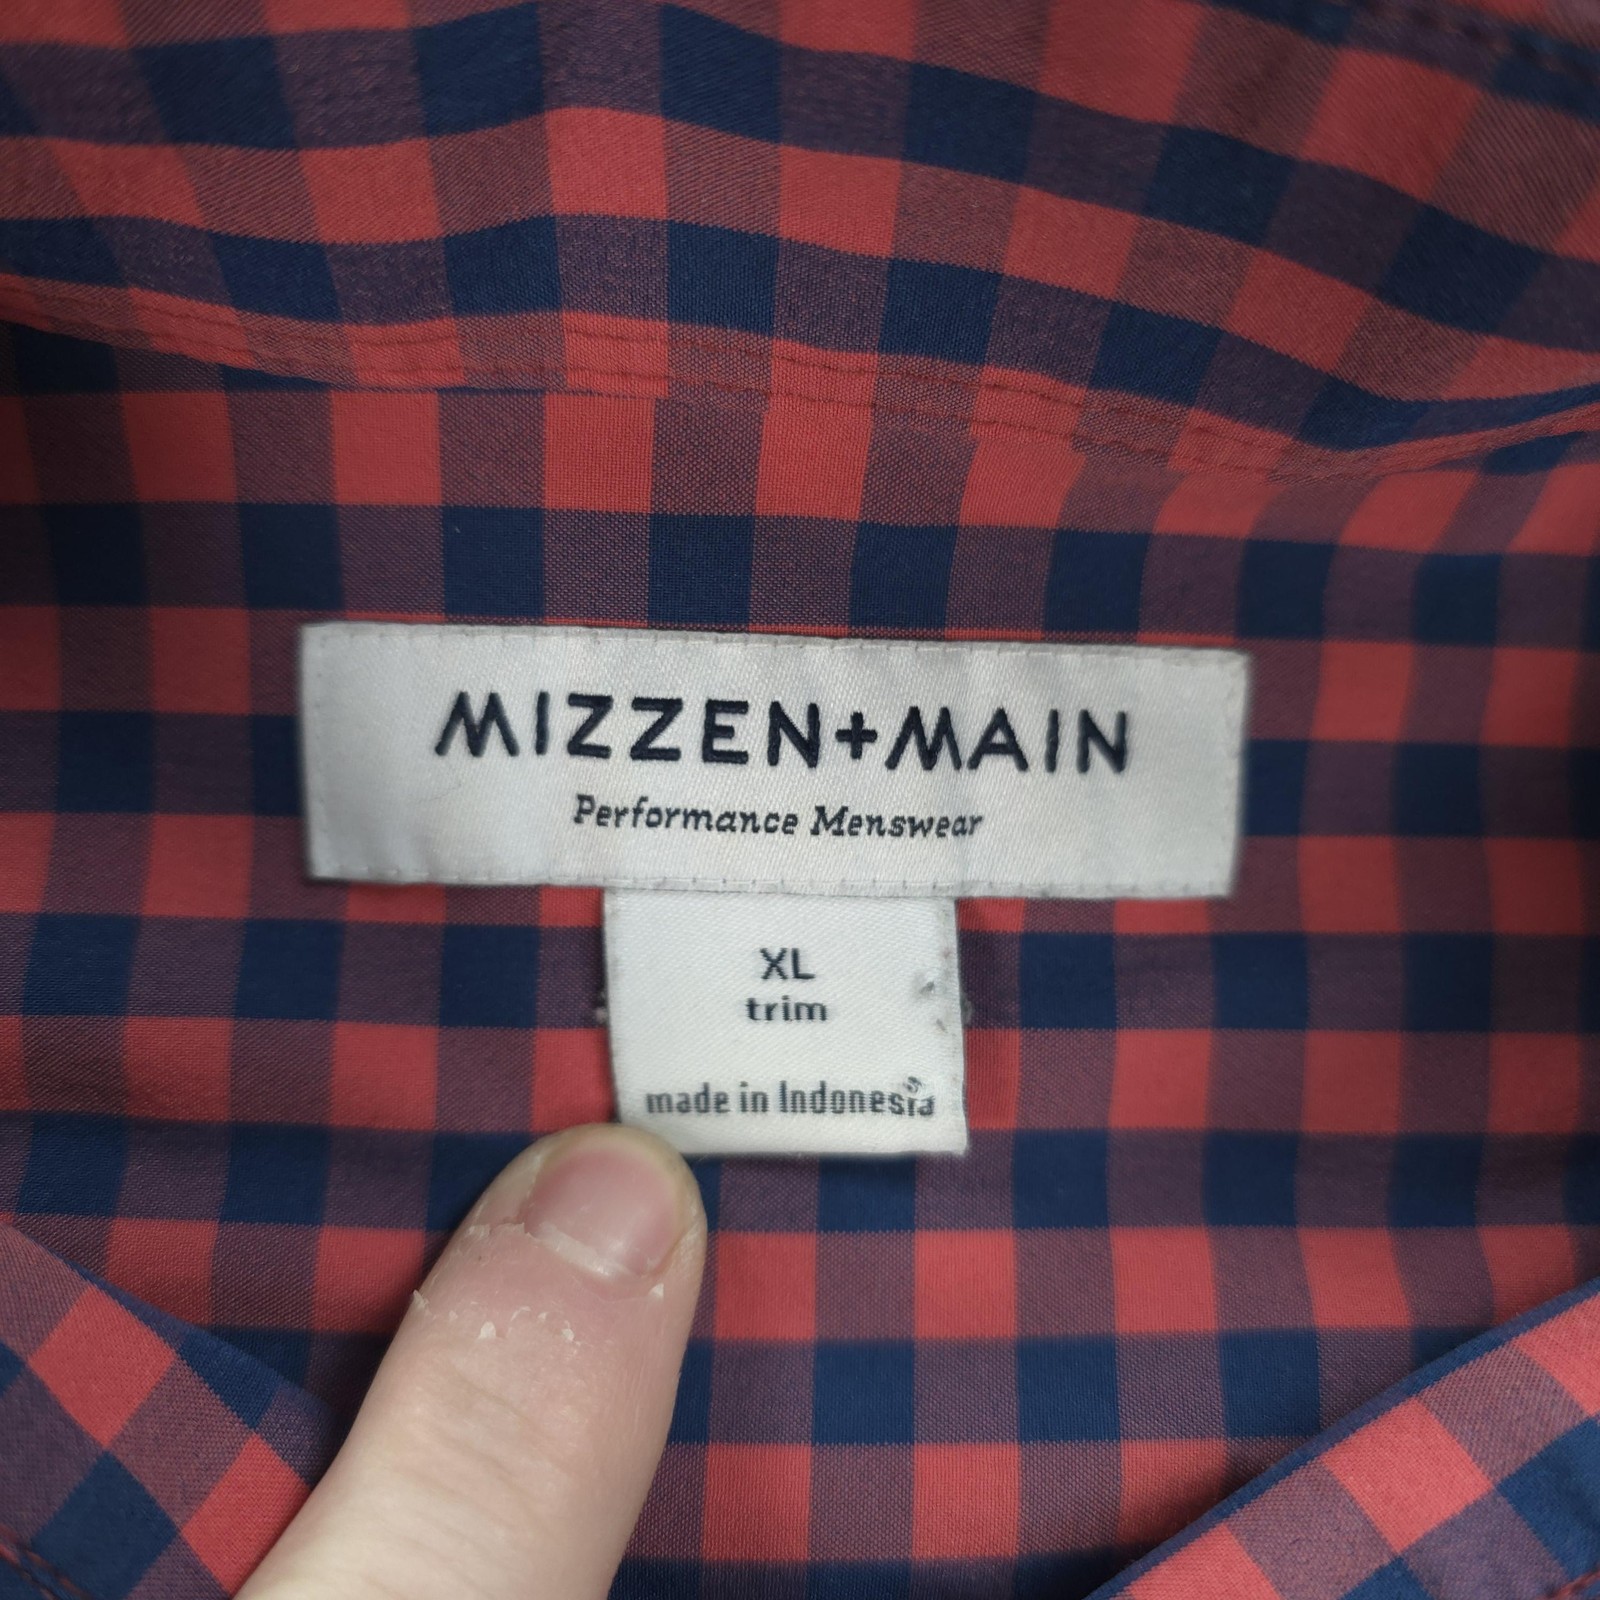 MIZZEN+MAIN
Performance Menswear
XL
trim
made in Indonesia